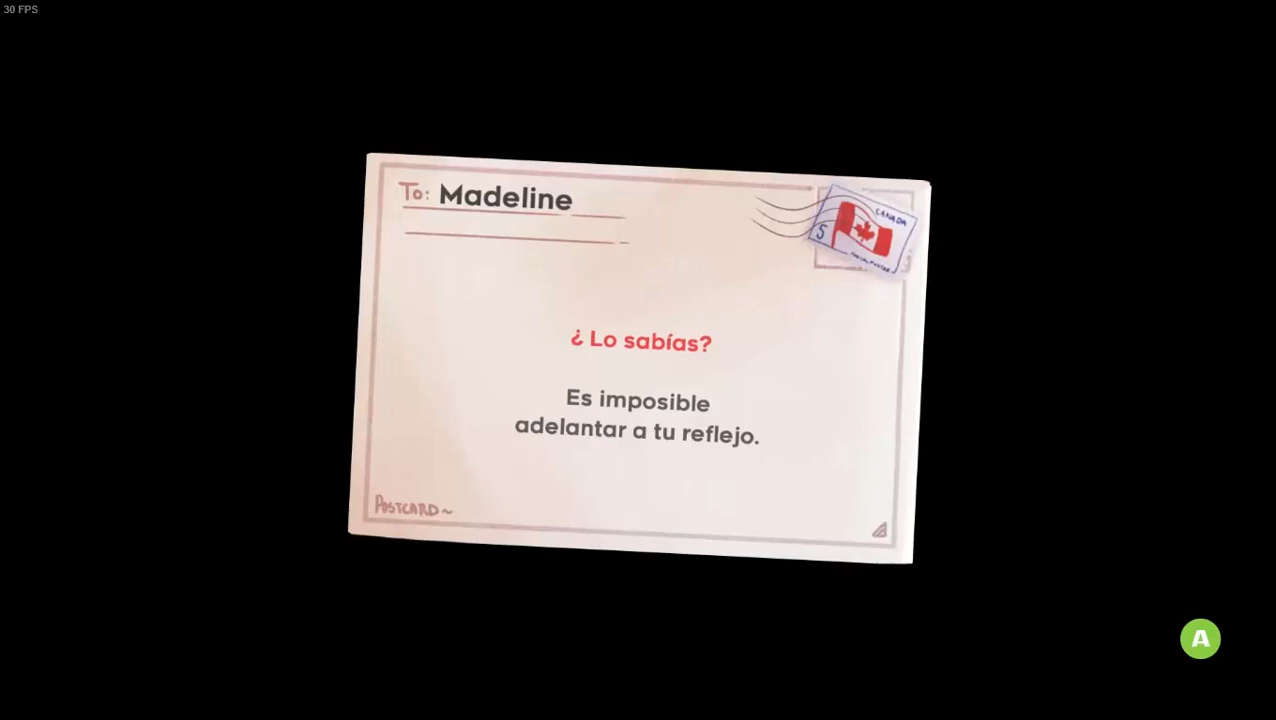 30 FPS
To: Madeline
CANADA
5
¿ Lo sabías?
Es imposible
adelantar a tu reflejo.
POSTCARD~
A